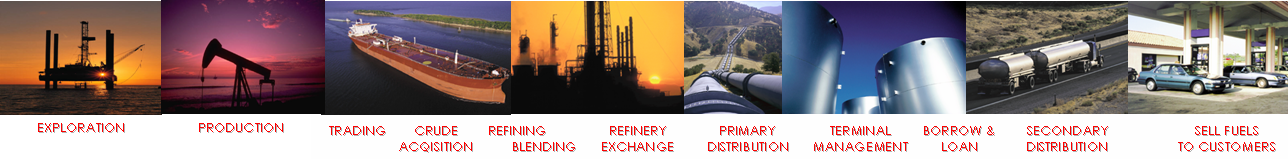 EXPLORATION
PRODUCTION
TRADING
CRUDE
ACQISITION
REFINING
BLENDING
REFINERY
EXCHANGE
PRIMARY
DISTRIBUTION
TERMINAL
MANAGEMENT
BORROW &
LOAN
SECONDARY
DISTRIBUTION
SELL FUELS
TO CUSTOMERS